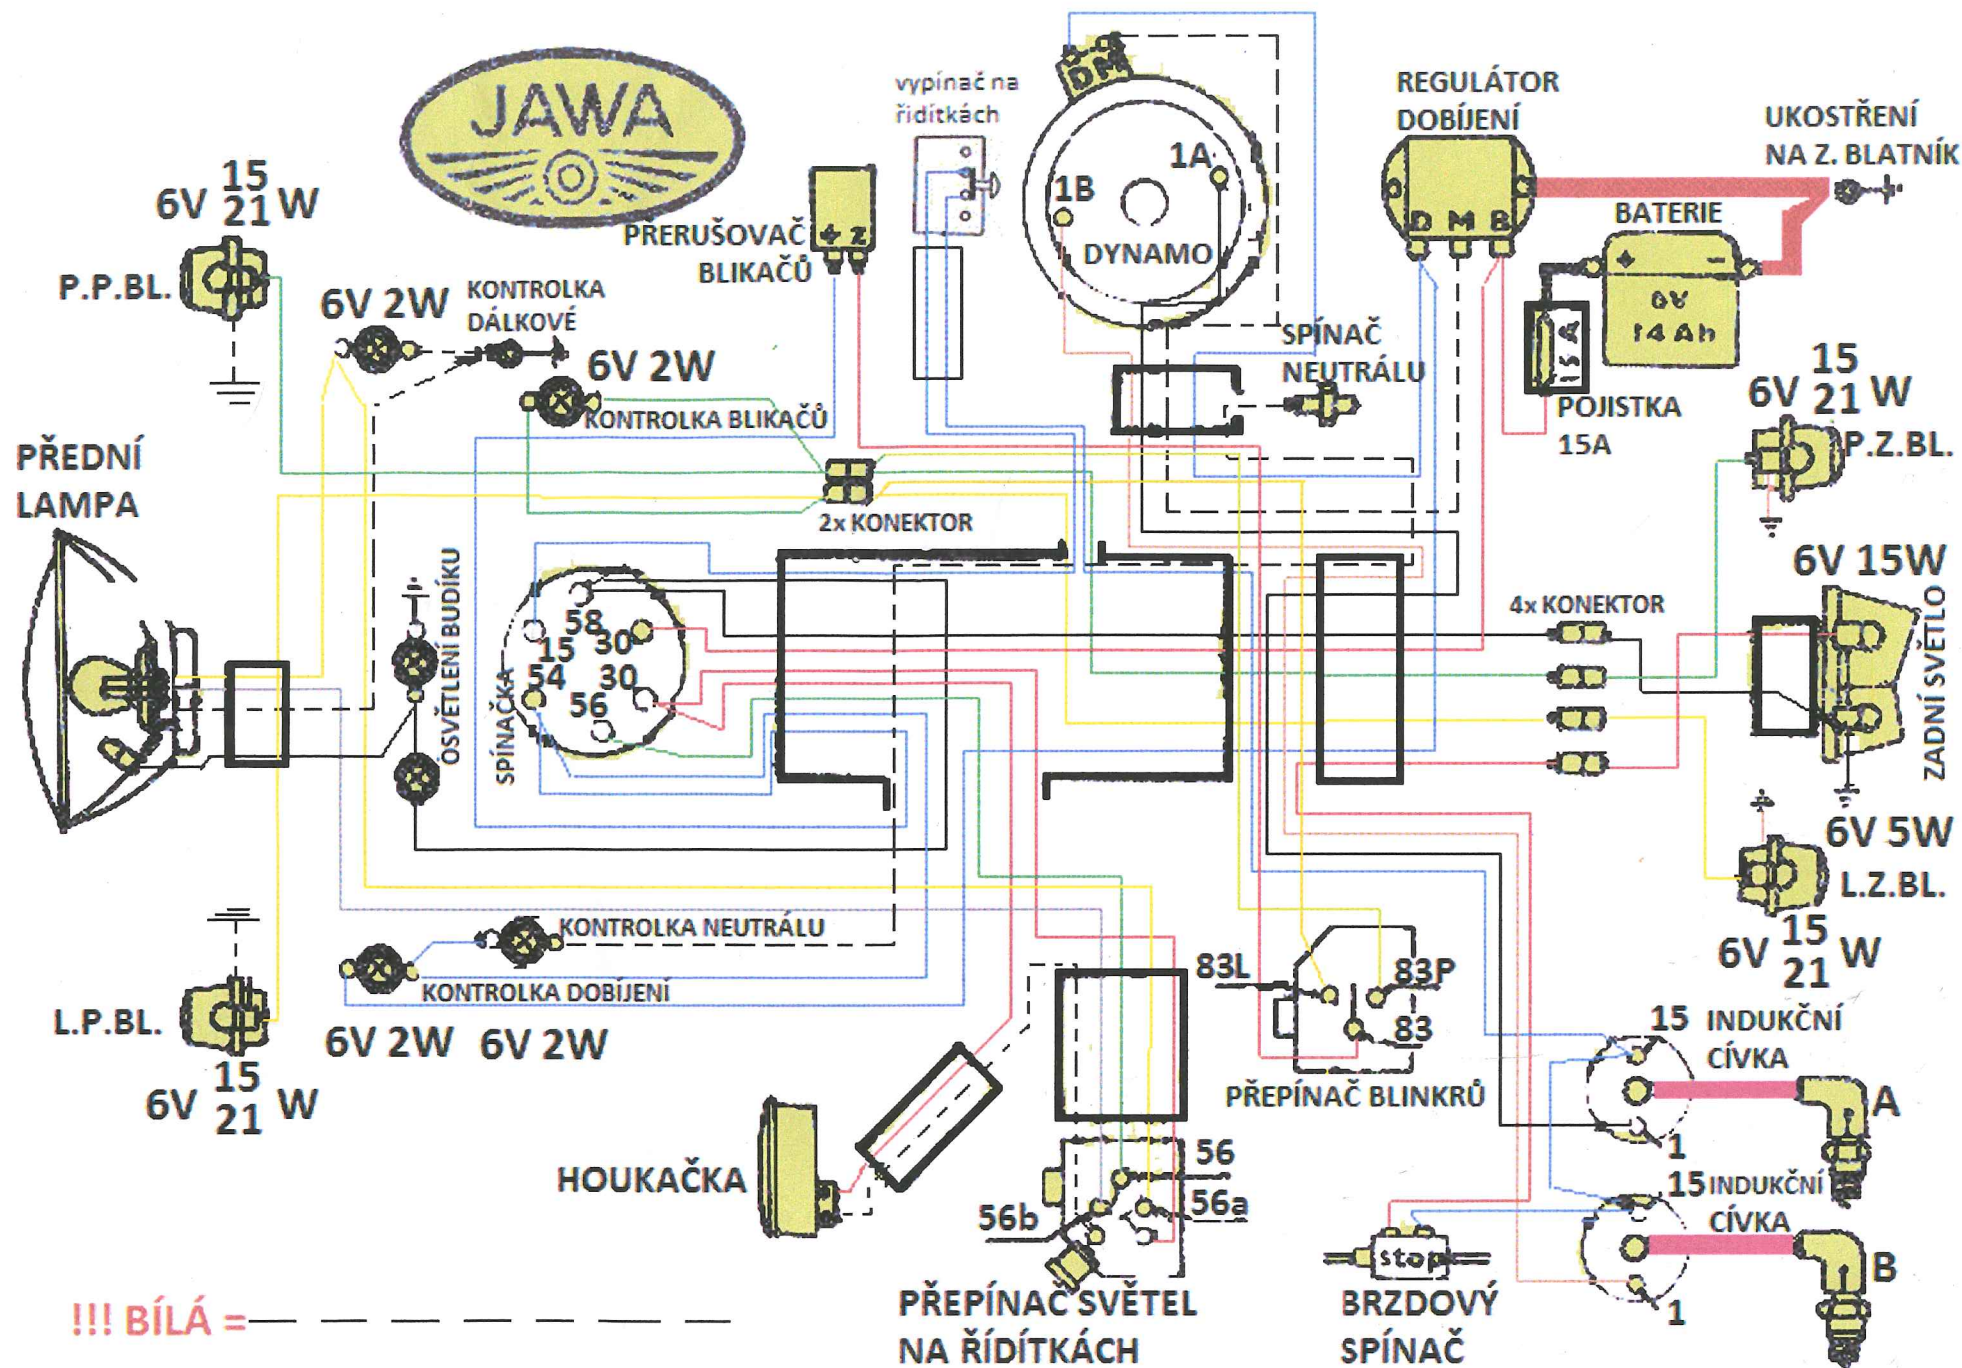 JAWA
vypínač na
řidítkách
REGULÁTOR
DOBÍJENÍ
UKOSTŘENÍ
NA Z. BLATNÍK
DM
1A
1B
DYNAMO
D M B
BATERIE
+ -
14 Ah
15 A
POJISTKA
15A
6V 15/21 W
P.P.BL.
PŘERUŠOVAČ
BLIKAČŮ
+ Z
6V 2W
KONTROLKA
DÁLKOVÉ
6V 2W
KONTROLKA BLIKAČŮ
SPÍNAČ
NEUTRÁLU
15
6V 21 W
P.Z.BL.
PŘEDNÍ
LAMPA
2x KONEKTOR
OSVĚTLENÍ BUDÍKU
SPÍNAČKA
58
15
30
54
30
56
4x KONEKTOR
6V 15W
ZADNÍ SVĚTLO
6V 5W
L.Z.BL.
6V 15/21 W
KONTROLKA NEUTRÁLU
KONTROLKA DOBÍJENÍ
6V 2W 6V 2W
L.P.BL.
6V 15/21 W
83L
83P
83
PŘEPÍNAČ BLINKRŮ
15 INDUKČNÍ
CÍVKA
A
1
15 INDUKČNÍ
CÍVKA
B
1
HOUKAČKA
56
56a
56b
PŘEPÍNAČ SVĚTEL
NA ŘÍDÍTKÁCH
stop
BRZDOVÝ
SPÍNAČ
!!! BÍLÁ =